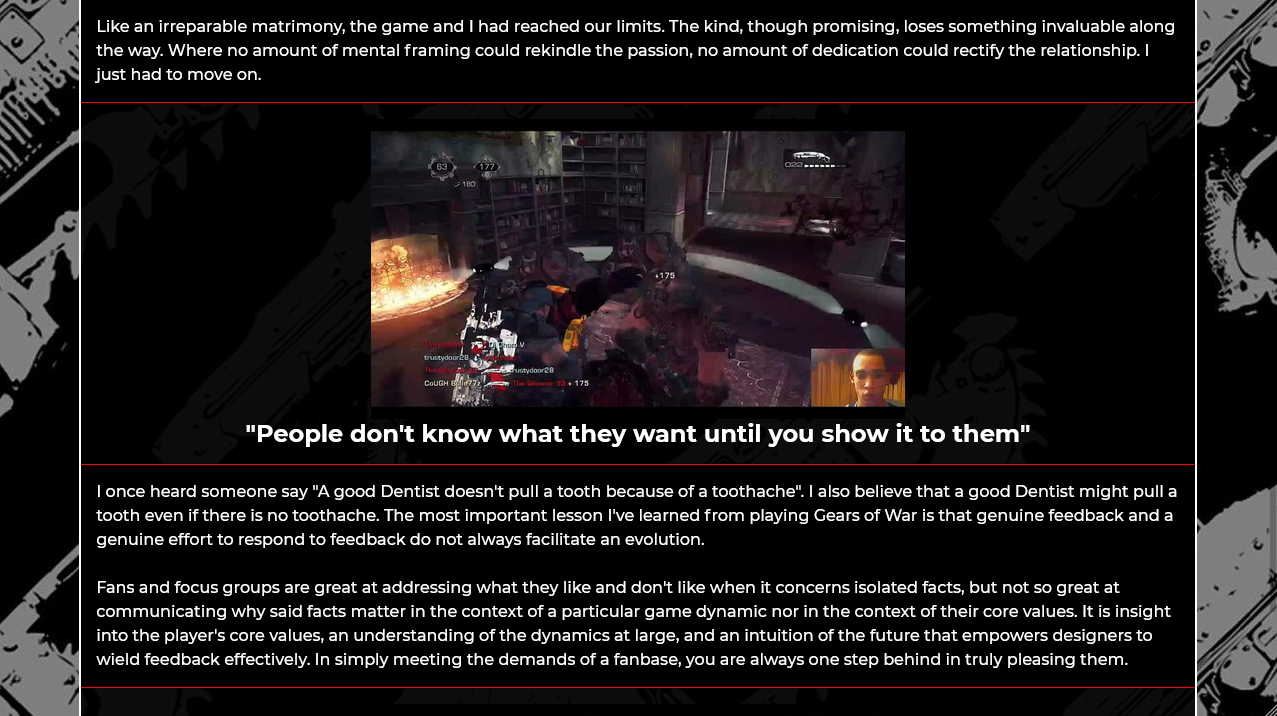 Like an irreparable matrimony, the game and I had reached our limits. The kind, though promising, loses something invaluable along
the way. Where no amount of mental framing could rekindle the passion, no amount of dedication could rectify the relationship. I
just had to move on.
63
177
180
+175
trustydoor28
trustydoor28
+ 175
"People don't know what they want until you show it to them"
I once heard someone say "A good Dentist doesn't pull a tooth because of a toothache". I also believe that a good Dentist might pull a
tooth even if there is no toothache. The most important lesson I've learned from playing Gears of War is that genuine feedback and a
genuine effort to respond to feedback do not always facilitate an evolution.
Fans and focus groups are great at addressing what they like and don't like when it concerns isolated facts, but not so great at
communicating why said facts matter in the context of a particular game dynamic nor in the context of their core values. It is insight
into the player's core values, an understanding of the dynamics at large, and an intuition of the future that empowers designers to
wield feedback effectively. In simply meeting the demands of a fanbase, you are always one step behind in truly pleasing them.